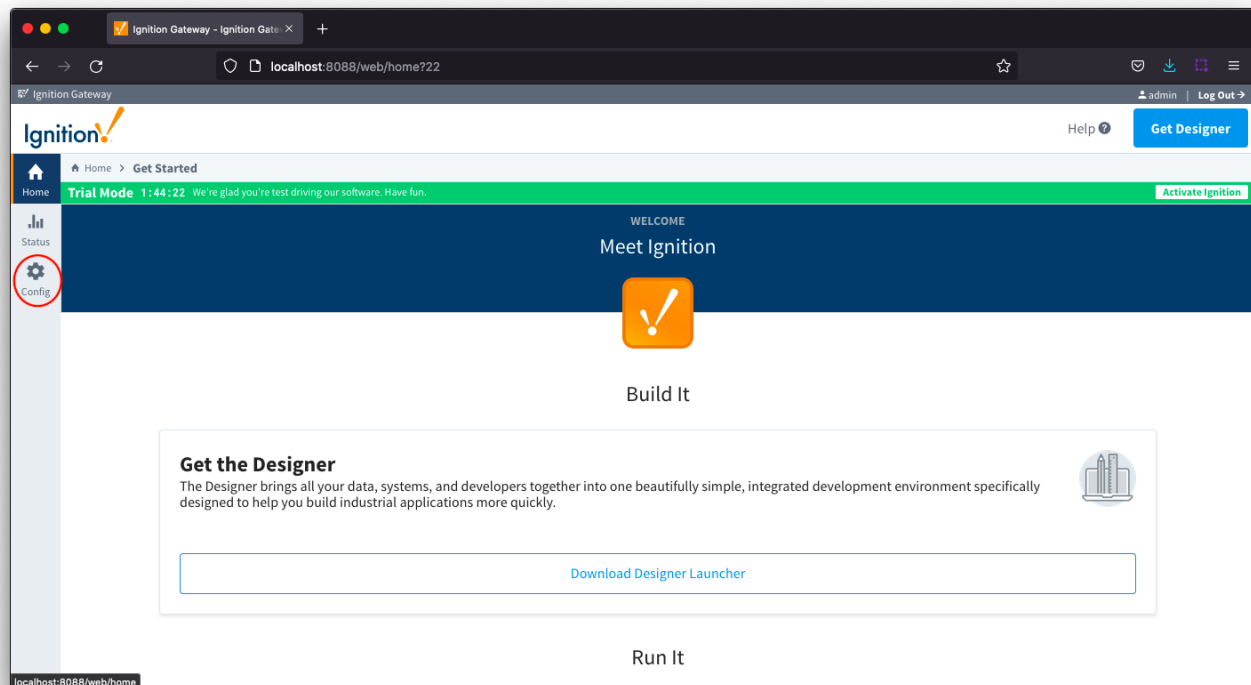 Ignition Gateway - Ignition Gate
localhost:8088/web/home?22
Ignition Gateway
admin | Log Out
Ignition!
Help
Get Designer
Home > Get Started
Home
Trial Mode 1:44:22 We're glad you're test driving our software. Have fun.
Activate Ignition
Status
Config
WELCOME
Meet Ignition
Build It
Get the Designer
The Designer brings all your data, systems, and developers together into one beautifully simple, integrated development environment specifically
designed to help you build industrial applications more quickly.
Download Designer Launcher
Run It
localhost:8088/web/home